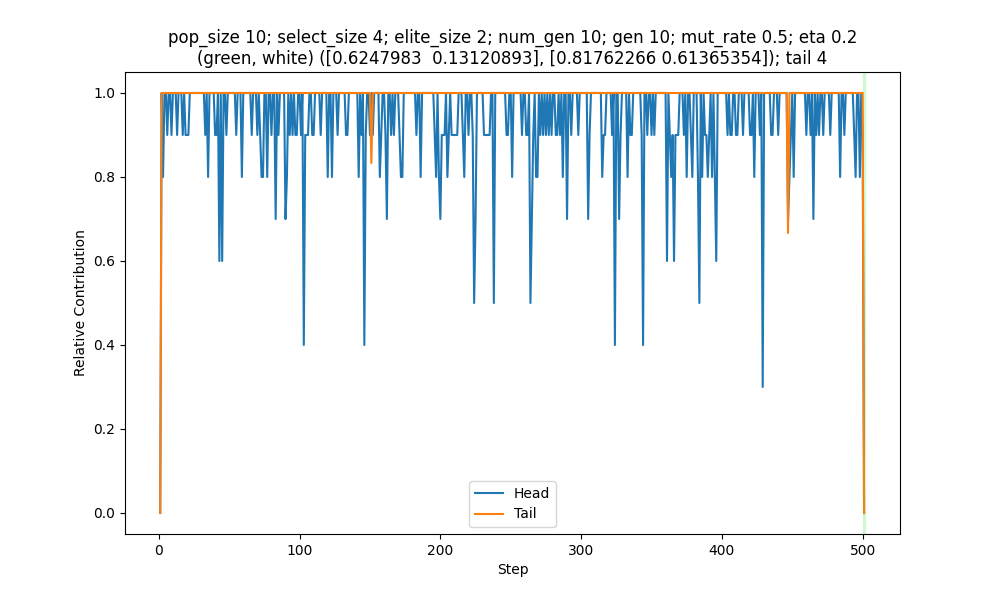 pop_size 10; select_size 4; elite_size 2; num_gen 10; gen 10; mut_rate 0.5; eta 0.2
(green, white) ([0.6247983  0.13120893], [0.81762266 0.61365354]); tail 4
Relative Contribution
1.0
0.8
0.6
0.4
0.2
0.0
Head
Tail
0
100
200
300
400
500
Step